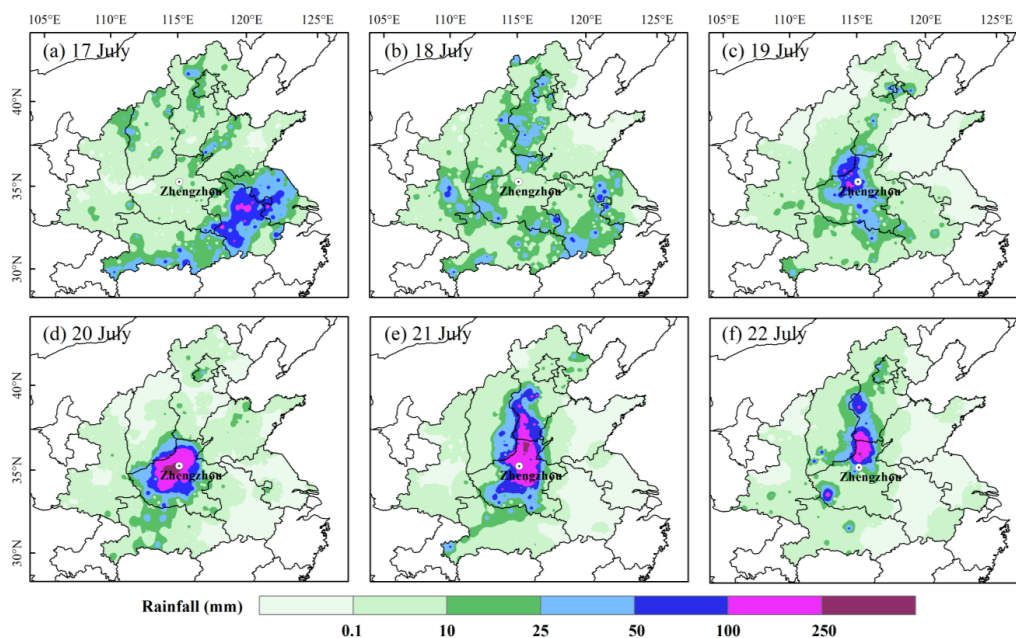 105°E 110°E 115°E 120°E 125°E 105°E 110°E 115°E 120°E 125°E 105°E 110°E 115°E 120°E 125°E
(a) 17 July (b) 18 July (c) 19 July
40°N
35°N
30°N
Zhengzhou Zhengzhou Zhengzhou
(d) 20 July (e) 21 July (f) 22 July
40°N
35°N
30°N
Zhengzhou Zhengzhou Zhengzhou
Rainfall (mm)
0.1 10 25 50 100 250